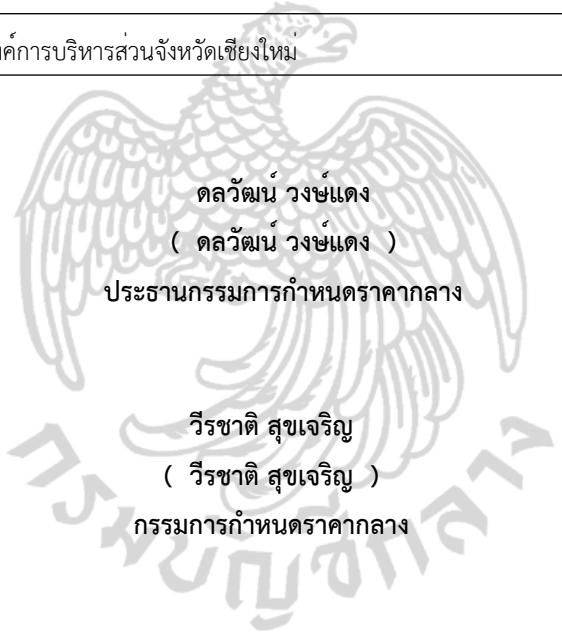 องค์การบริหารส่วนจังหวัดเชียงใหม่
ดลวัฒน์ วงษ์แดง
( ดลวัฒน์ วงษ์แดง )
ประธานกรรมการกำหนดราคากลาง
วีรชาติ สุขเจริญ
( วีรชาติ สุขเจริญ )
กรรมการกำหนดราคากลาง
กรมบัญชีกลาง